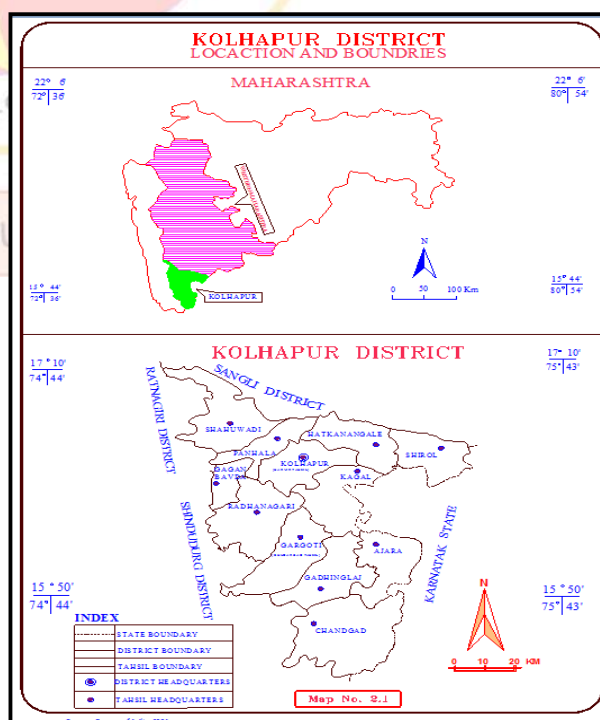 KOLHAPUR DISTRICT
LOCACTION AND BOUNDRIES
MAHARASHTRA
22° 6'
72° 36'
22° 6'
80° 54'
N
0 50 100 Km
15° 44'
72° 36'
15° 44'
80° 54'
KOLHAPUR
KOLHAPUR DISTRICT
17° 10'
74° 44'
17- 10'
75° 43'
SANGLI DISTRICT
RATNAGIRI DISTRICT
SHAHUWADI
HATKANANGALE
PANHALA
SHIROL
KOLHAPUR
GAGAN
BAVDA
KAGAL
RADHANAGARI
SHINDUDURG DISTRICT
GARGOTI
AJARA
KARNATAK STATE
GADHINGLAJ
CHANDGAD
15° 50'
74° 44'
15° 50'
75° 43'
N
0 10 20 KM
INDEX
STATE BOUNDARY
DISTRICT BOUNDARY
TAHSIL BOUNDARY
DISTRICT HEADQUARTERS
TAHSIL HEADQUARTERS
Map No. 2.1